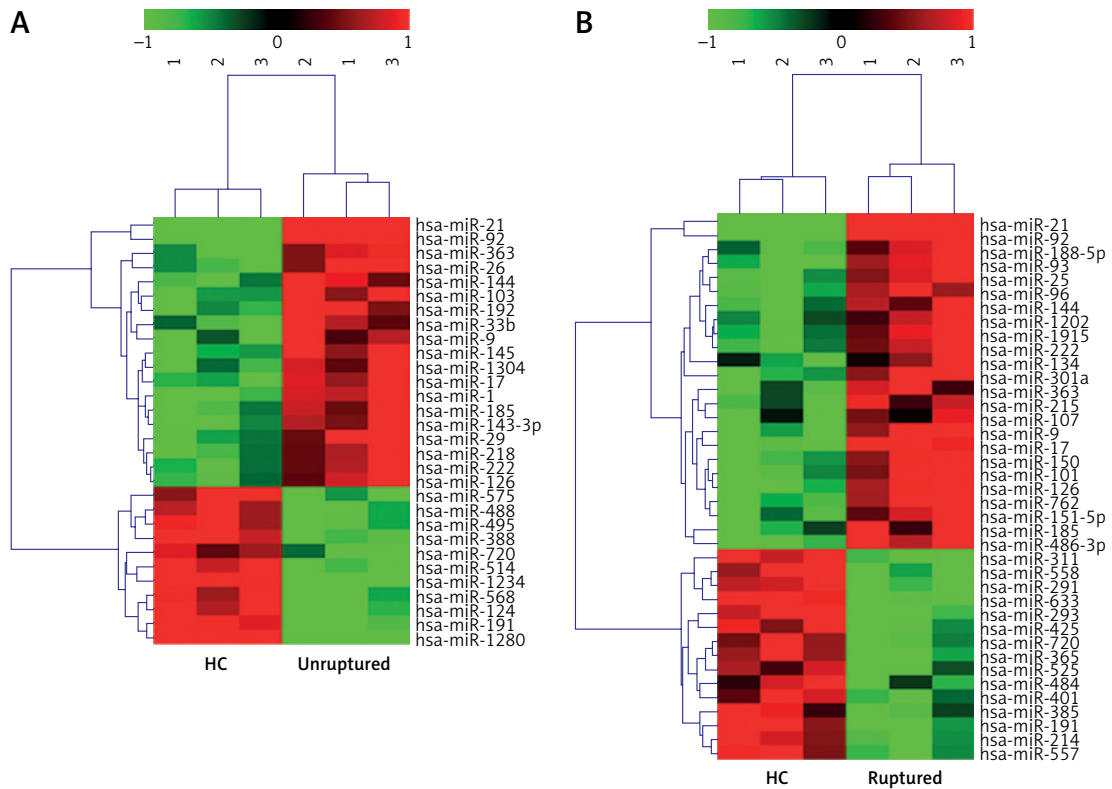 A
−1 0 1
1 2 3 2 1 3
hsa-miR-21
hsa-miR-92
hsa-miR-363
hsa-miR-26
hsa-miR-144
hsa-miR-103
hsa-miR-192
hsa-miR-33b
hsa-miR-9
hsa-miR-145
hsa-miR-1304
hsa-miR-17
hsa-miR-1
hsa-miR-185
hsa-miR-143-3p
hsa-miR-29
hsa-miR-218
hsa-miR-222
hsa-miR-126
hsa-miR-575
hsa-miR-488
hsa-miR-495
hsa-miR-388
hsa-miR-720
hsa-miR-514
hsa-miR-1234
hsa-miR-568
hsa-miR-124
hsa-miR-191
hsa-miR-1280
HC Unruptured
B
−1 0 1
1 2 3 1 2 3
hsa-miR-21
hsa-miR-92
hsa-miR-188-5p
hsa-miR-93
hsa-miR-25
hsa-miR-96
hsa-miR-144
hsa-miR-1202
hsa-miR-1915
hsa-miR-222
hsa-miR-134
hsa-miR-301a
hsa-miR-363
hsa-miR-215
hsa-miR-107
hsa-miR-9
hsa-miR-17
hsa-miR-150
hsa-miR-101
hsa-miR-126
hsa-miR-762
hsa-miR-151-5p
hsa-miR-185
hsa-miR-486-3p
hsa-miR-311
hsa-miR-558
hsa-miR-291
hsa-miR-633
hsa-miR-293
hsa-miR-425
hsa-miR-720
hsa-miR-365
hsa-miR-525
hsa-miR-484
hsa-miR-401
hsa-miR-385
hsa-miR-191
hsa-miR-214
hsa-miR-557
HC Ruptured